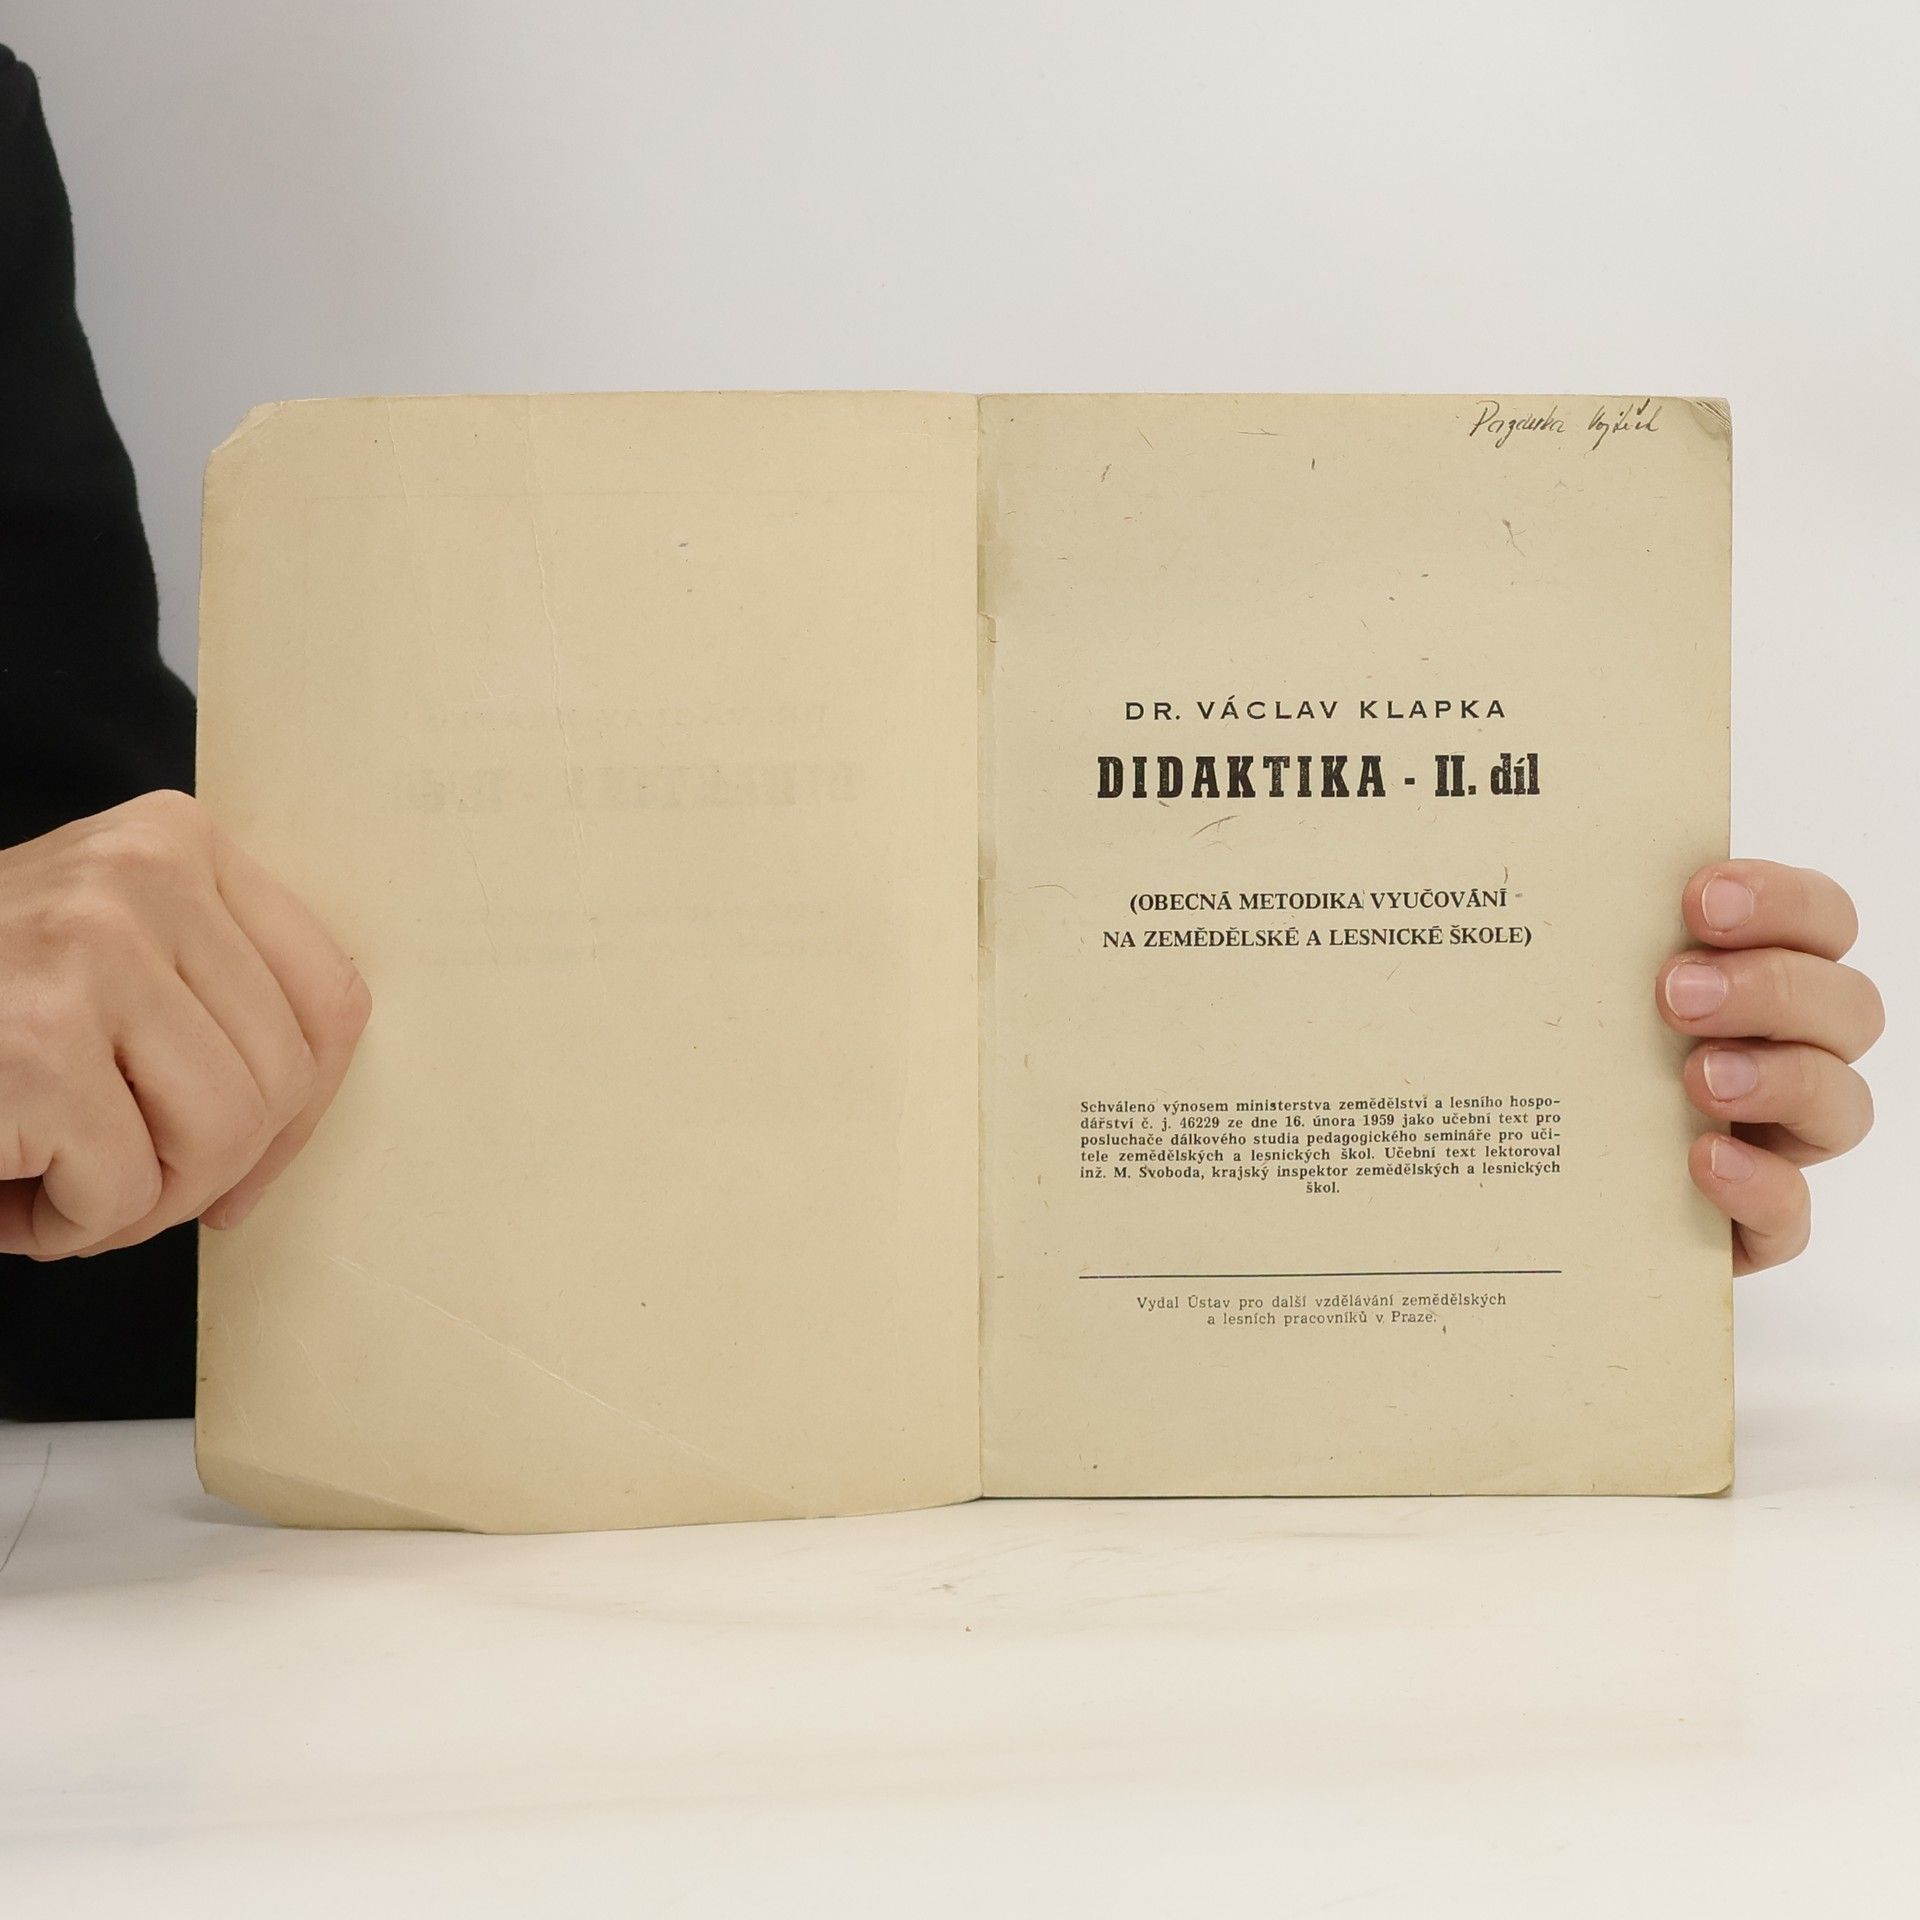 Pazderka Vojtěch
DR. VÁCLAV KLAPKA
DIDAKTIKA - II. díl
(OBECNÁ METODIKA VYUČOVÁNÍ
NA ZEMĚDĚLSKÉ A LESNICKÉ ŠKOLE)
Schváleno výnosem ministerstva zemědělství a lesního hospo-
dářství č. j. 46229 ze dne 16. února 1959 jako učební text pro
posluchače dálkového studia pedagogického semináře pro uči-
tele zemědělských a lesnických škol. Učební text lektoroval
inž. M. Svoboda, krajský inspektor zemědělských a lesnických
škol.
Vydal Ústav pro další vzdělávání zemědělských
a lesních pracovníků v Praze.